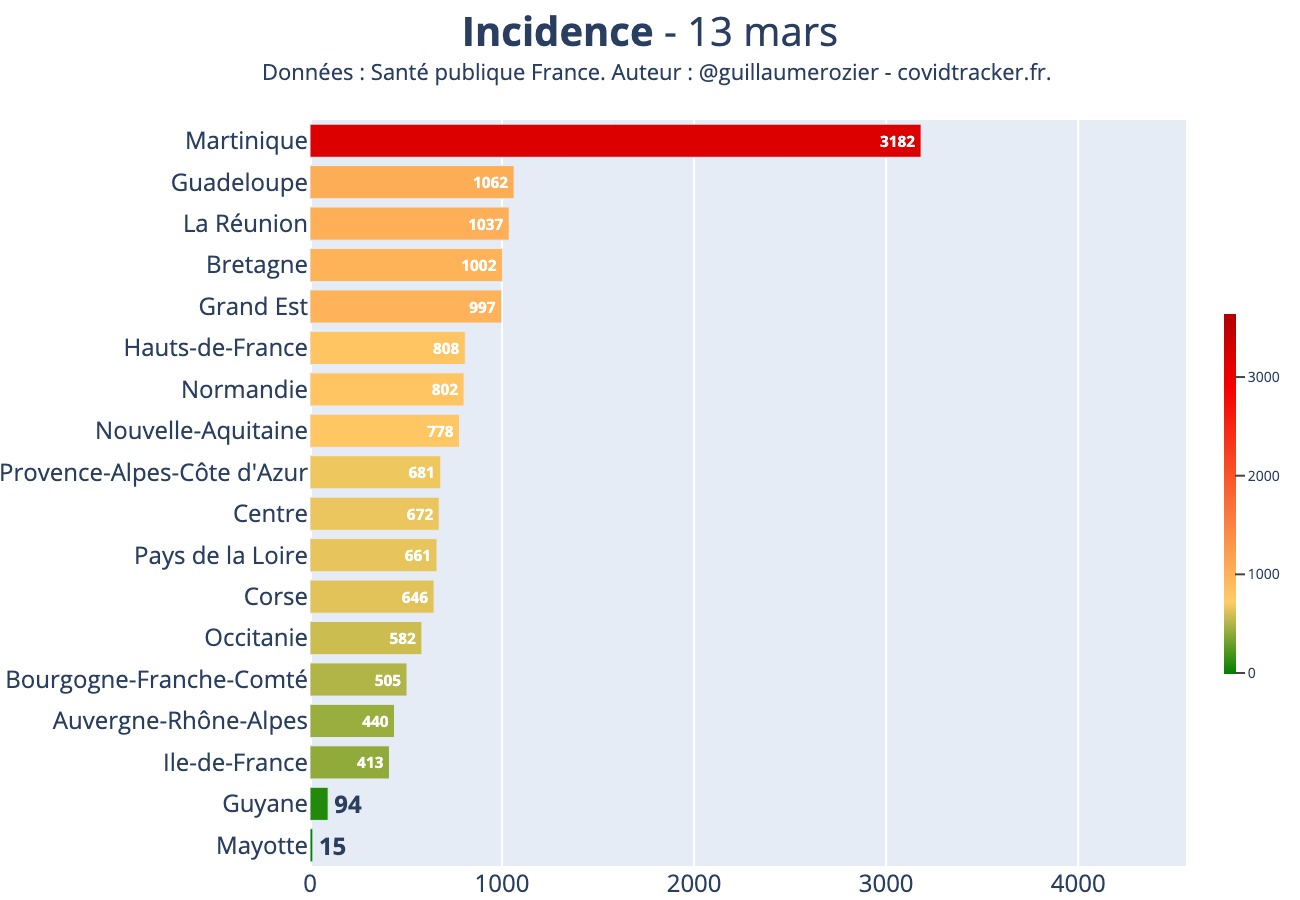 Incidence - 13 mars
Données : Santé publique France. Auteur : @guillaumerozier - covidtracker.fr.
Martinique 3182
Guadeloupe 1062
La Réunion 1037
Bretagne 1002
Grand Est 997
Hauts-de-France 808
Normandie 802
Nouvelle-Aquitaine 778
Provence-Alpes-Côte d'Azur 681
Centre 672
Pays de la Loire 661
Corse 646
Occitanie 582
Bourgogne-Franche-Comté 505
Auvergne-Rhône-Alpes 440
Ile-de-France 413
Guyane 94
Mayotte 15
0 1000 2000 3000 4000
3000
2000
1000
0